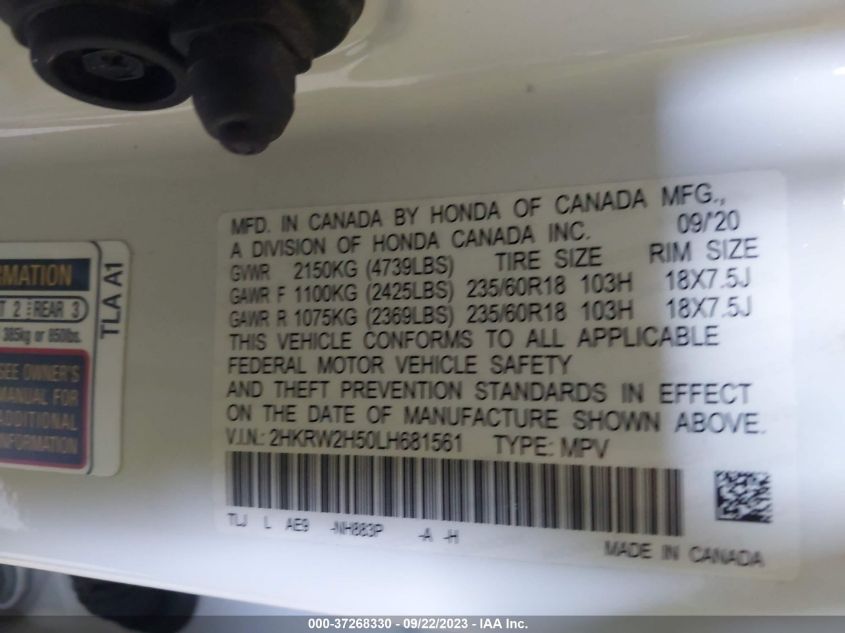 MFD. IN CANADA BY HONDA OF CANADA MFG.,
A DIVISION OF HONDA CANADA INC. 09/'20
GVWR 2150KG (4739LBS) TIRE SIZE RIM SIZE
GAWR F 1100KG (2425LBS) 235/60R18 103H 18X7.5J
GAWR R 1075KG (2369LBS) 235/60R18 103H 18X7.5J
THIS VEHICLE CONFORMS TO ALL APPLICABLE
FEDERAL MOTOR VEHICLE SAFETY
AND THEFT PREVENTION STANDARDS IN EFFECT
ON THE DATE OF MANUFACTURE SHOWN ABOVE.
V.I.N.: 2HKRW2H50LH681561 TYPE: MPV
TLJ L AE9 -NH883P -A -H
MADE IN CANADA
RMATION
T 2 REAR 3
385kg or 850lbs.
SEE OWNER'S
MANUAL FOR
ADDITIONAL
INFORMATION
TLA A1
000-37268330 - 09/22/2023 - IAA Inc.